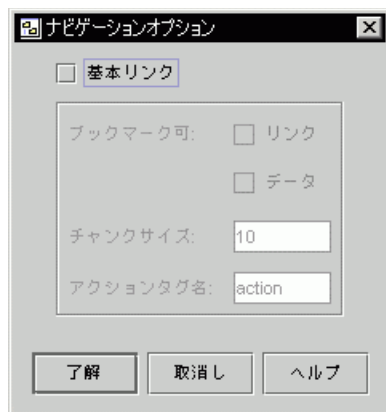 ナビゲーションオプション
基本リンク
ブックマーク可: リンク
データ
チャンクサイズ: 10
アクションタグ名: action
了解 取消し ヘルプ